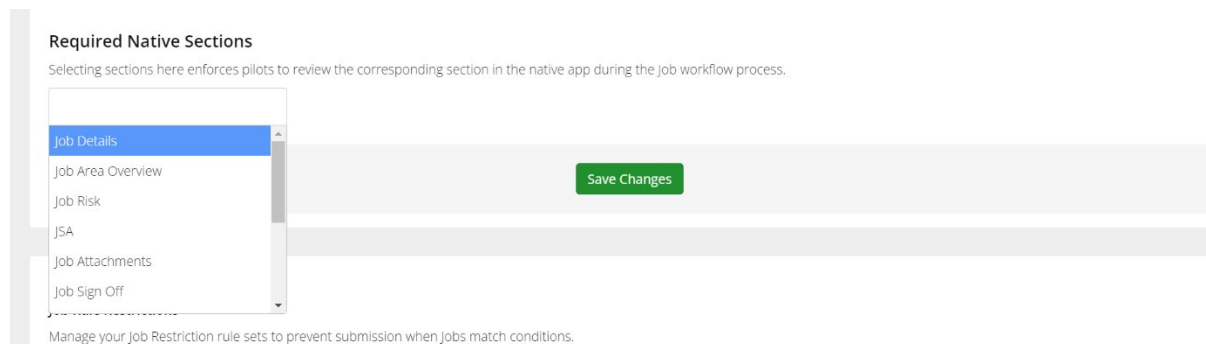 Required Native Sections
Selecting sections here enforces pilots to review the corresponding section in the native app during the Job workflow process.
Job Details
Job Area Overview
Job Risk
Save Changes
JSA
Job Attachments
Job Sign Off
Manage your Job Restriction rule sets to prevent submission when Jobs match conditions.